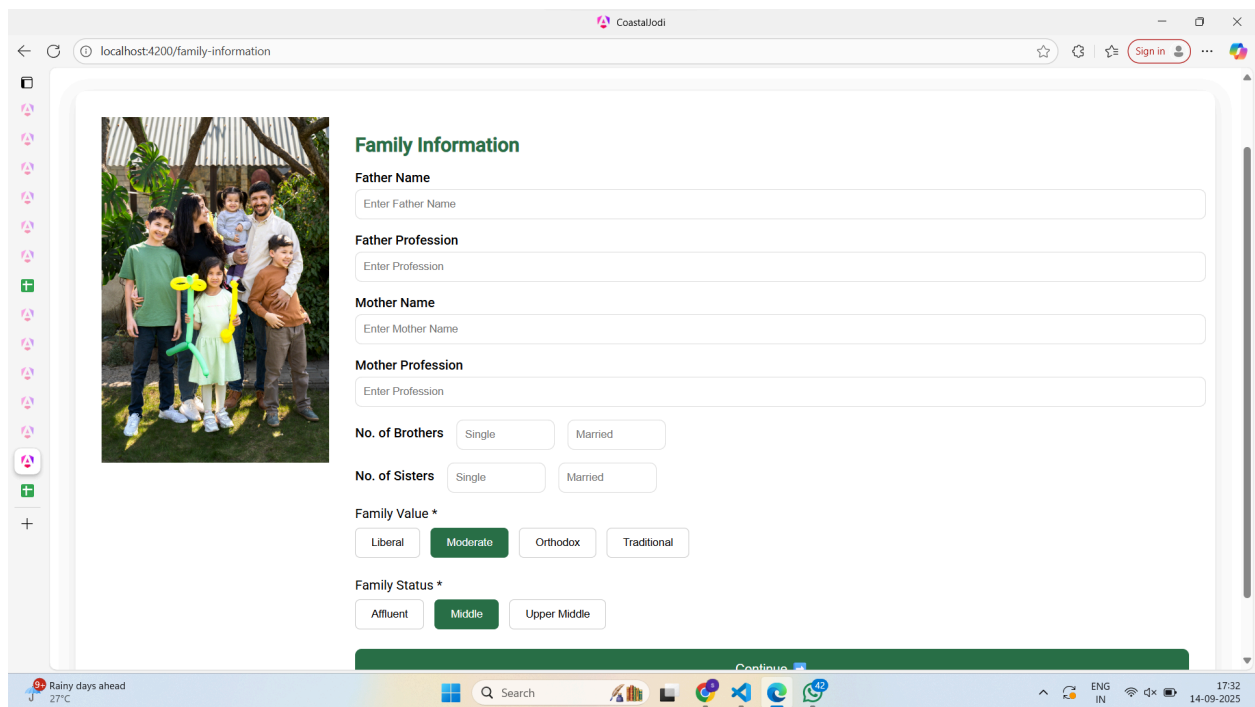 CoastalJodi
localhost:4200/family-information
Sign in
Family Information
Father Name
Enter Father Name
Father Profession
Enter Profession
Mother Name
Enter Mother Name
Mother Profession
Enter Profession
No. of Brothers Single Married
No. of Sisters Single Married
Family Value *
Liberal Moderate Orthodox Traditional
Family Status *
Affluent Middle Upper Middle
Continue
9+ Rainy days ahead
27°C
Search
42
ENG
IN
17:32
14-09-2025